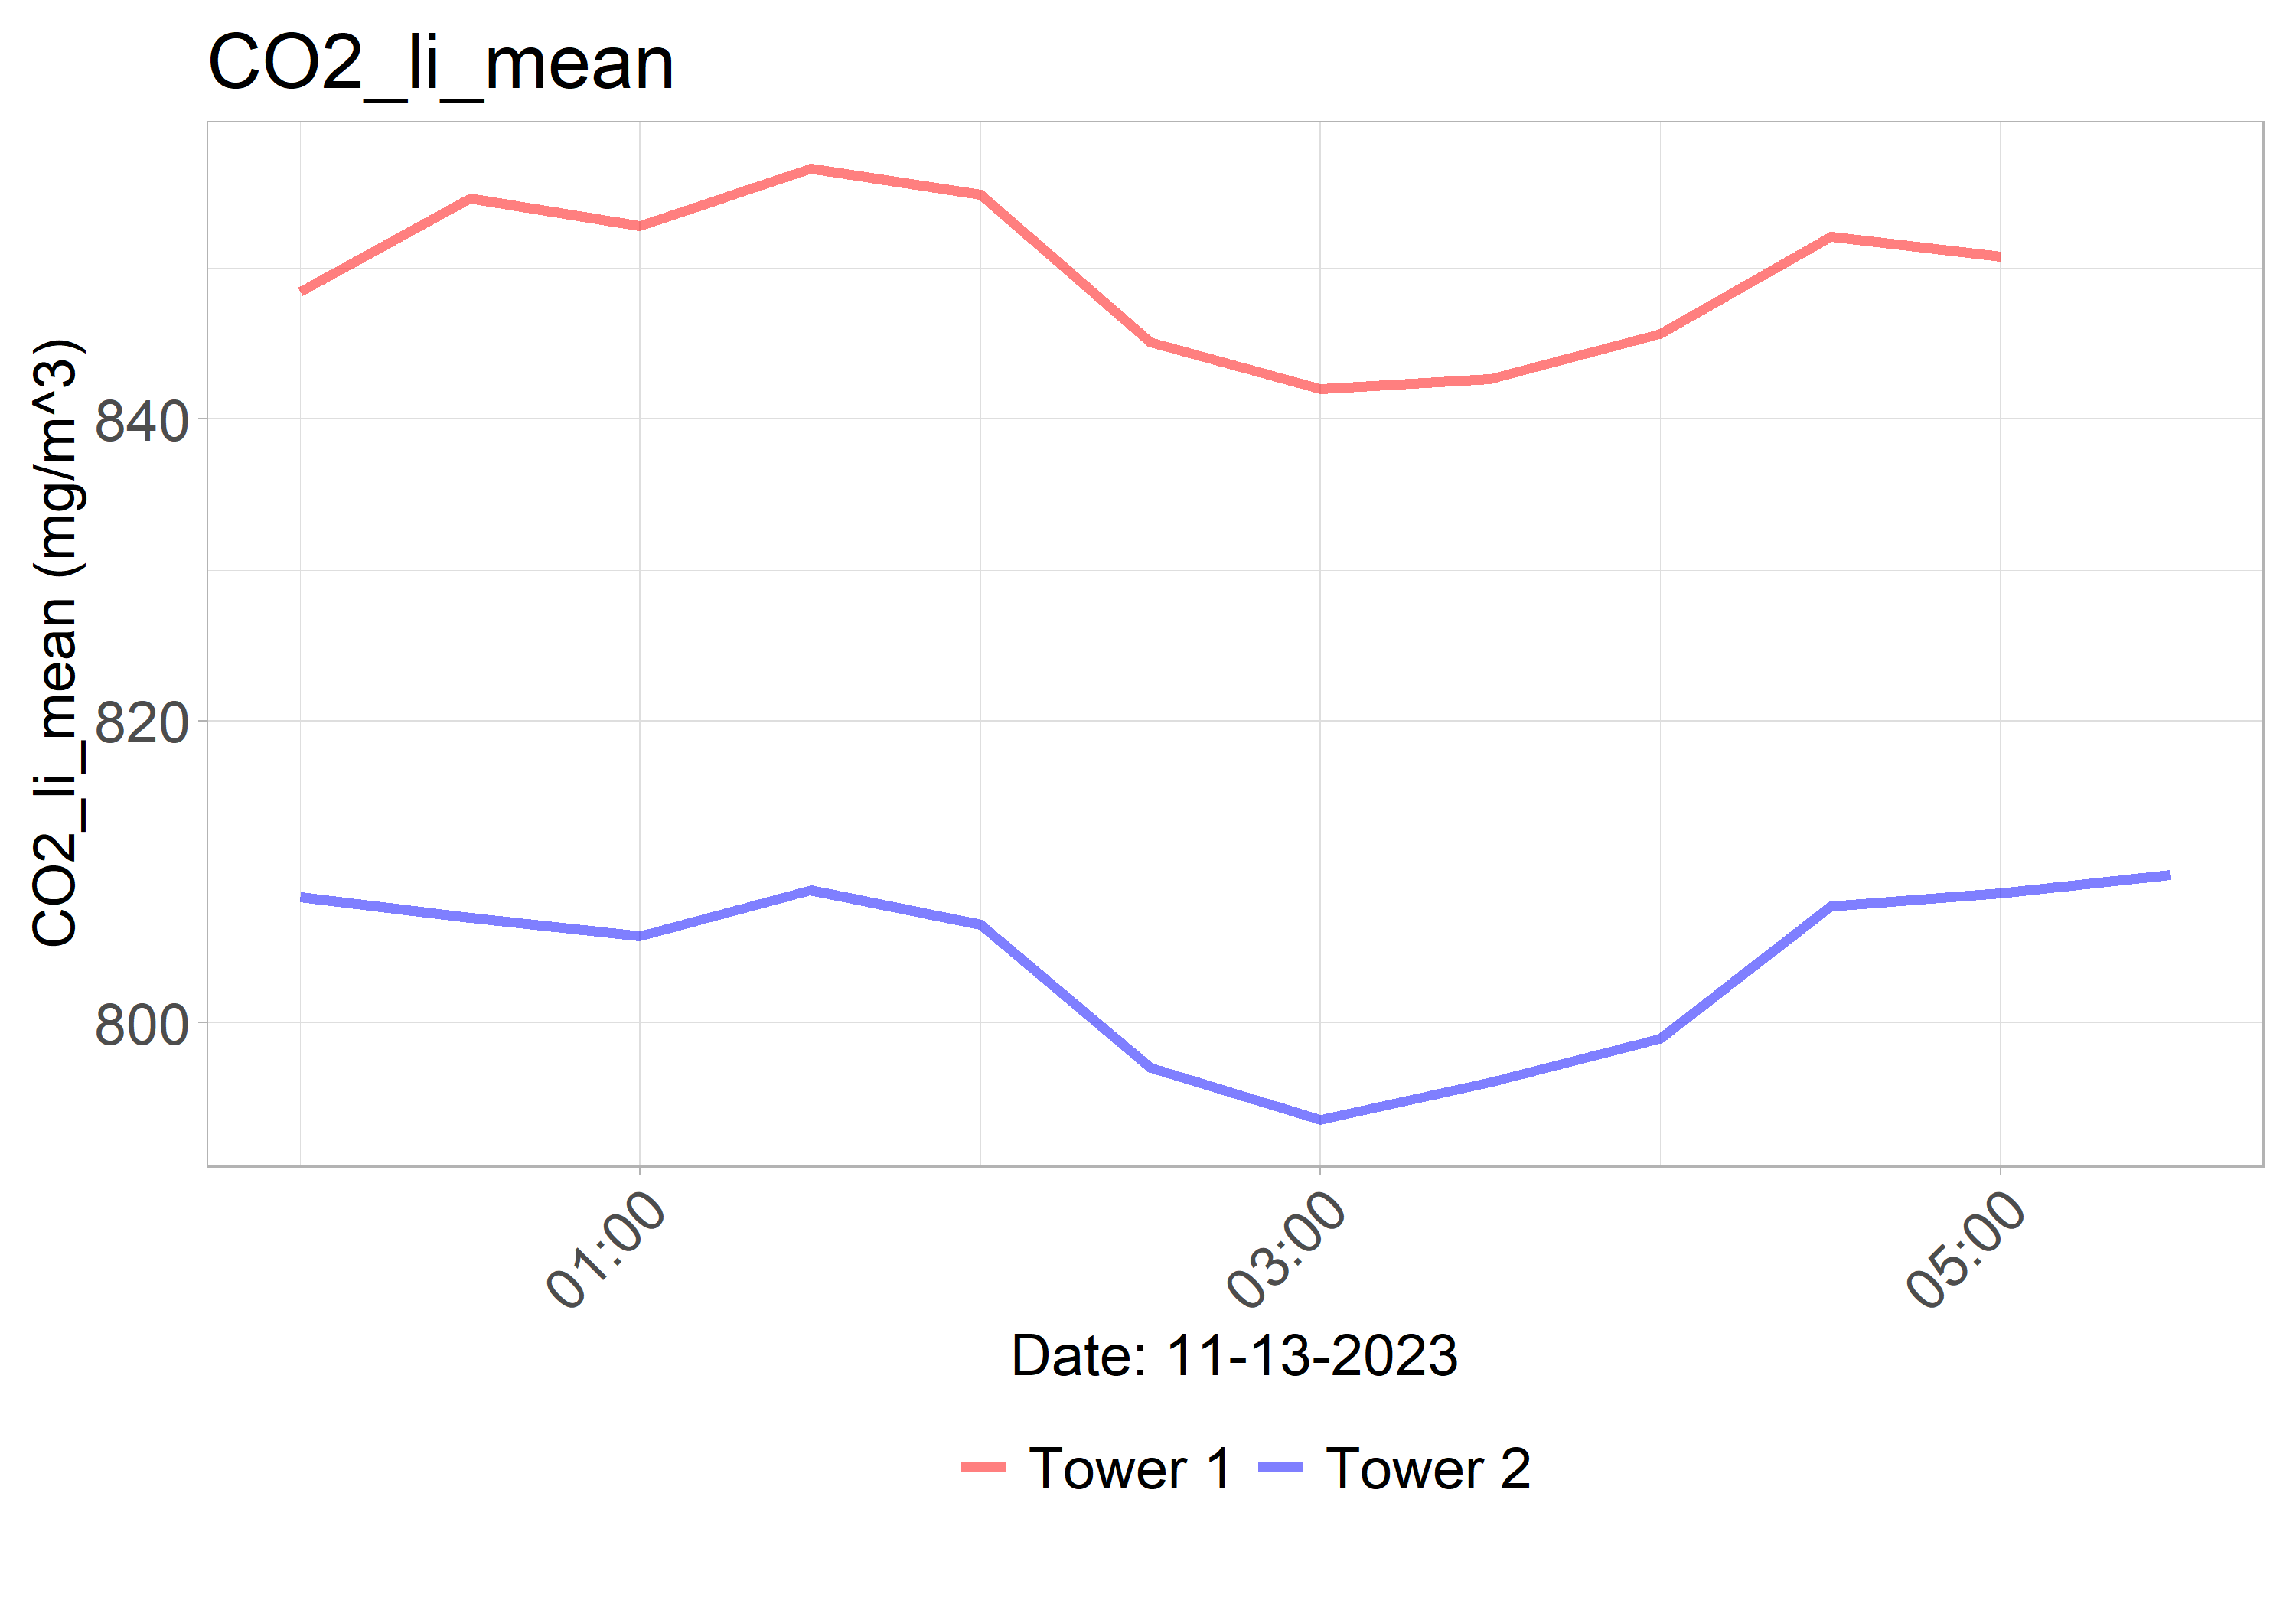 CO2_li_mean
CO2_li_mean (mg/m^3)
840
820
800
01:00
03:00
05:00
Date: 11-13-2023
Tower 1
Tower 2